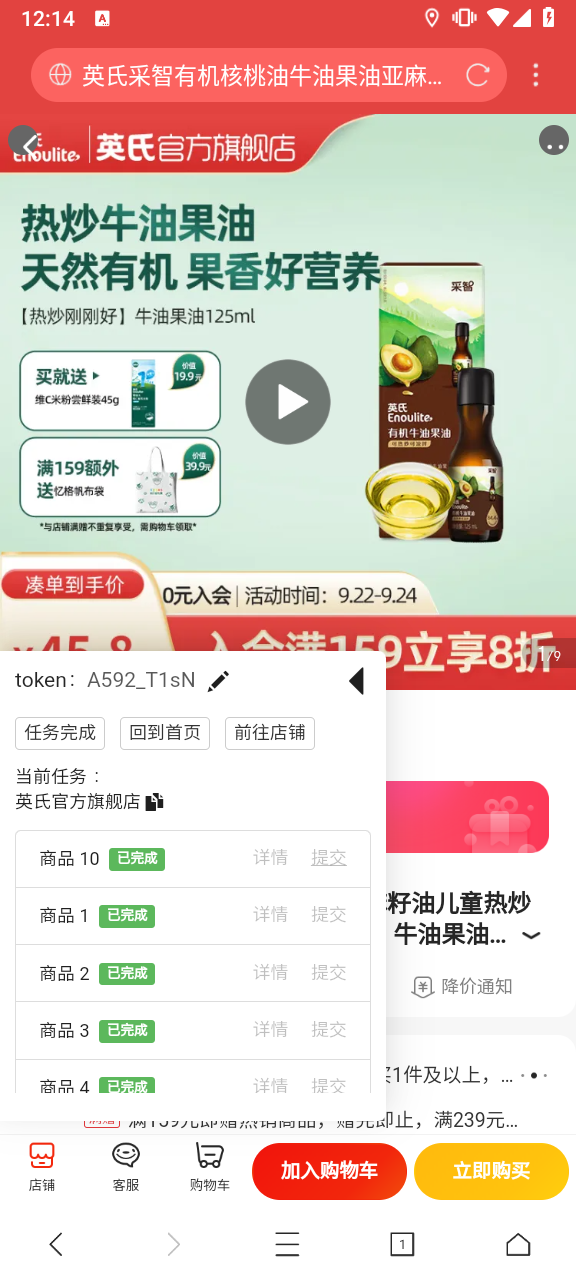 12:14
英氏采智有机核桃油牛油果油亚麻...
Enoulite
英氏官方旗舰店
热炒牛油果油
天然有机 果香好营养
【热炒刚刚好】牛油果油125ml
采智
买就送
维C米粉尝鲜装45g
价值
19.9元
满159额外
送忆格帆布袋
价值
39.9元
*与店铺满赠不重复享受，需购物车领取*
英氏
Enoulite
有机牛油果油
采智
凑单到手价
0元入会 | 活动时间：9.22-9.24
¥45.8
入会满159立享8折
1/9
token: A592_T1sN
任务完成
回到首页
前往店铺
当前任务：
英氏官方旗舰店
商品 10 已完成 详情 提交
商品 1 已完成 详情 提交
商品 2 已完成 详情 提交
商品 3 已完成 详情 提交
商品 4 已完成 详情 提交
籽油儿童热炒
牛油果油...
降价通知
买1件及以上，...
满159元即赠热销商品，赠完即止，满239元...
店铺
客服
购物车
加入购物车
立即购买
1